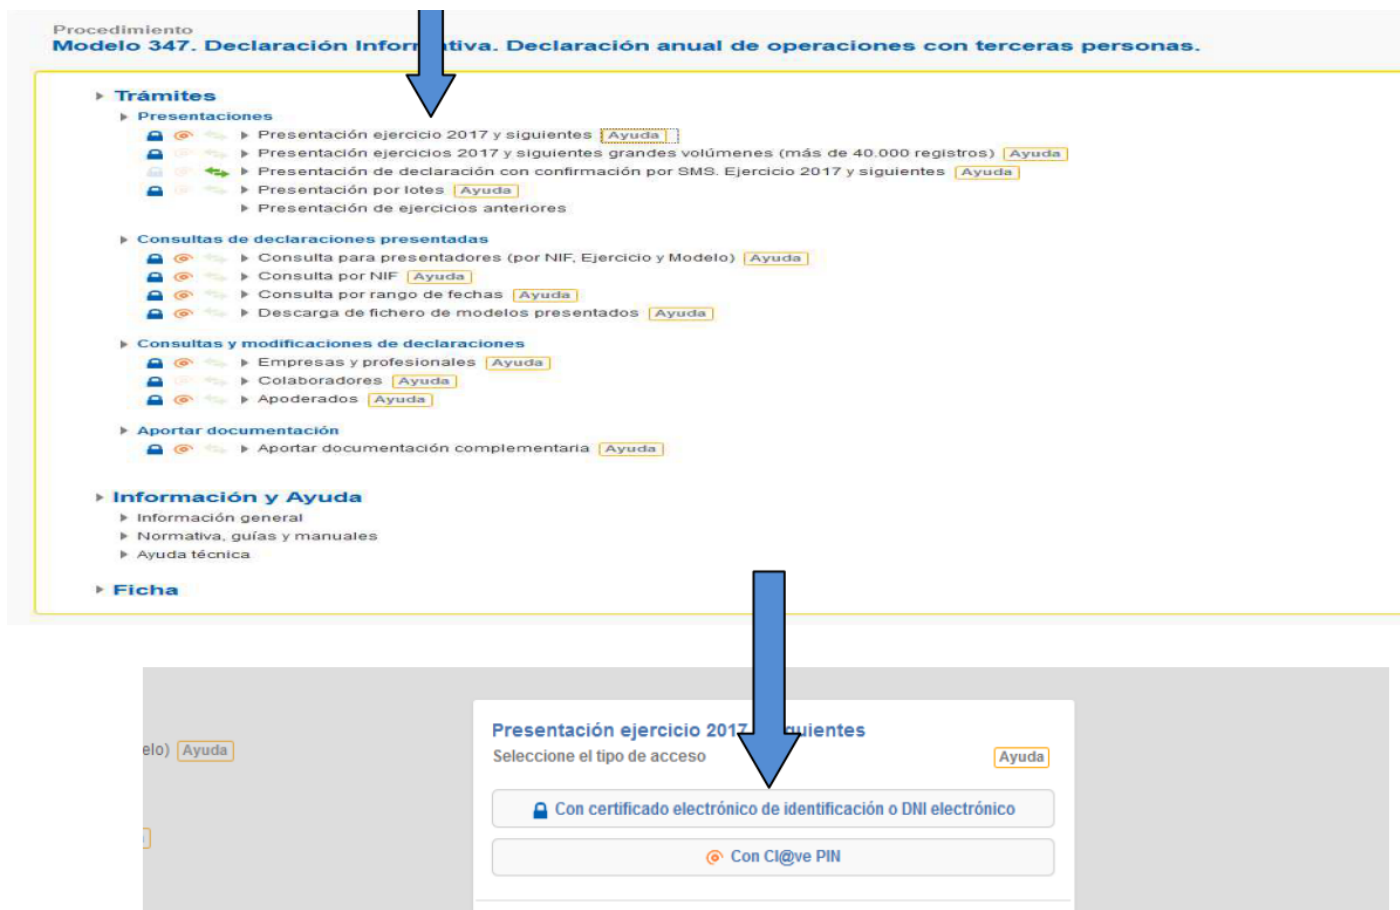 Procedimiento
Modelo 347. Declaración Informativa. Declaración anual de operaciones con terceras personas.
Trámites
Presentaciones
Presentación ejercicio 2017 y siguientes Ayuda
Presentación ejercicios 2017 y siguientes grandes volúmenes (más de 40.000 registros) Ayuda
Presentación de declaración con confirmación por SMS. Ejercicio 2017 y siguientes Ayuda
Presentación por lotes Ayuda
Presentación de ejercicios anteriores
Consultas de declaraciones presentadas
Consulta para presentadores (por NIF, Ejercicio y Modelo) Ayuda
Consulta por NIF Ayuda
Consulta por rango de fechas Ayuda
Descarga de fichero de modelos presentados Ayuda
Consultas y modificaciones de declaraciones
Empresas y profesionales Ayuda
Colaboradores Ayuda
Apoderados Ayuda
Aportar documentación
Aportar documentación complementaria Ayuda
Información y Ayuda
Información general
Normativa, guías y manuales
Ayuda técnica
Ficha
Presentación ejercicio 2017 siguientes
elo) Ayuda
Seleccione el tipo de acceso
Ayuda
Con certificado electrónico de identificación o DNI electrónico
Con Cl@ve PIN